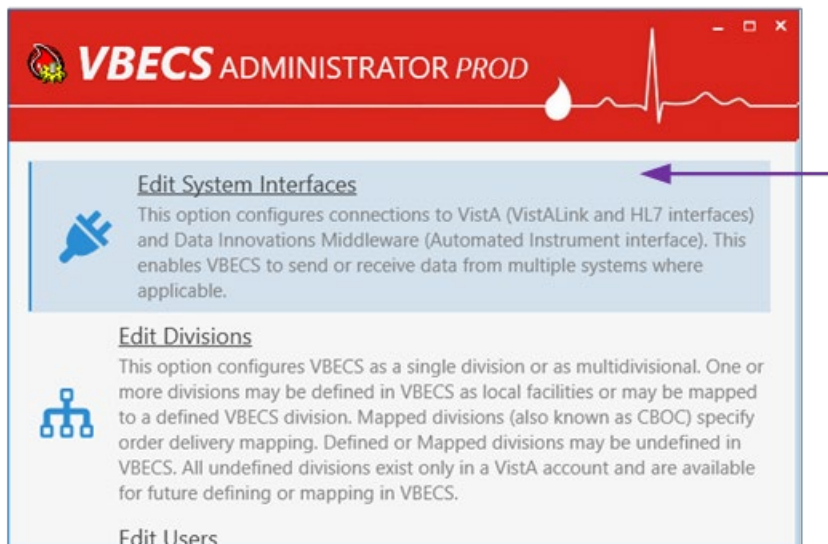 VBECS ADMINISTRATOR PROD
Edit System Interfaces
This option configures connections to VistA (VistALink and HL7 interfaces)
and Data Innovations Middleware (Automated Instrument interface). This
enables VBECS to send or receive data from multiple systems where
applicable.
Edit Divisions
This option configures VBECS as a single division or as multidivisional. One or
more divisions may be defined in VBECS as local facilities or may be mapped
to a defined VBECS division. Mapped divisions (also known as CBOC) specify
order delivery mapping. Defined or Mapped divisions may be undefined in
VBECS. All undefined divisions exist only in a VistA account and are available
for future defining or mapping in VBECS.
Edit Users